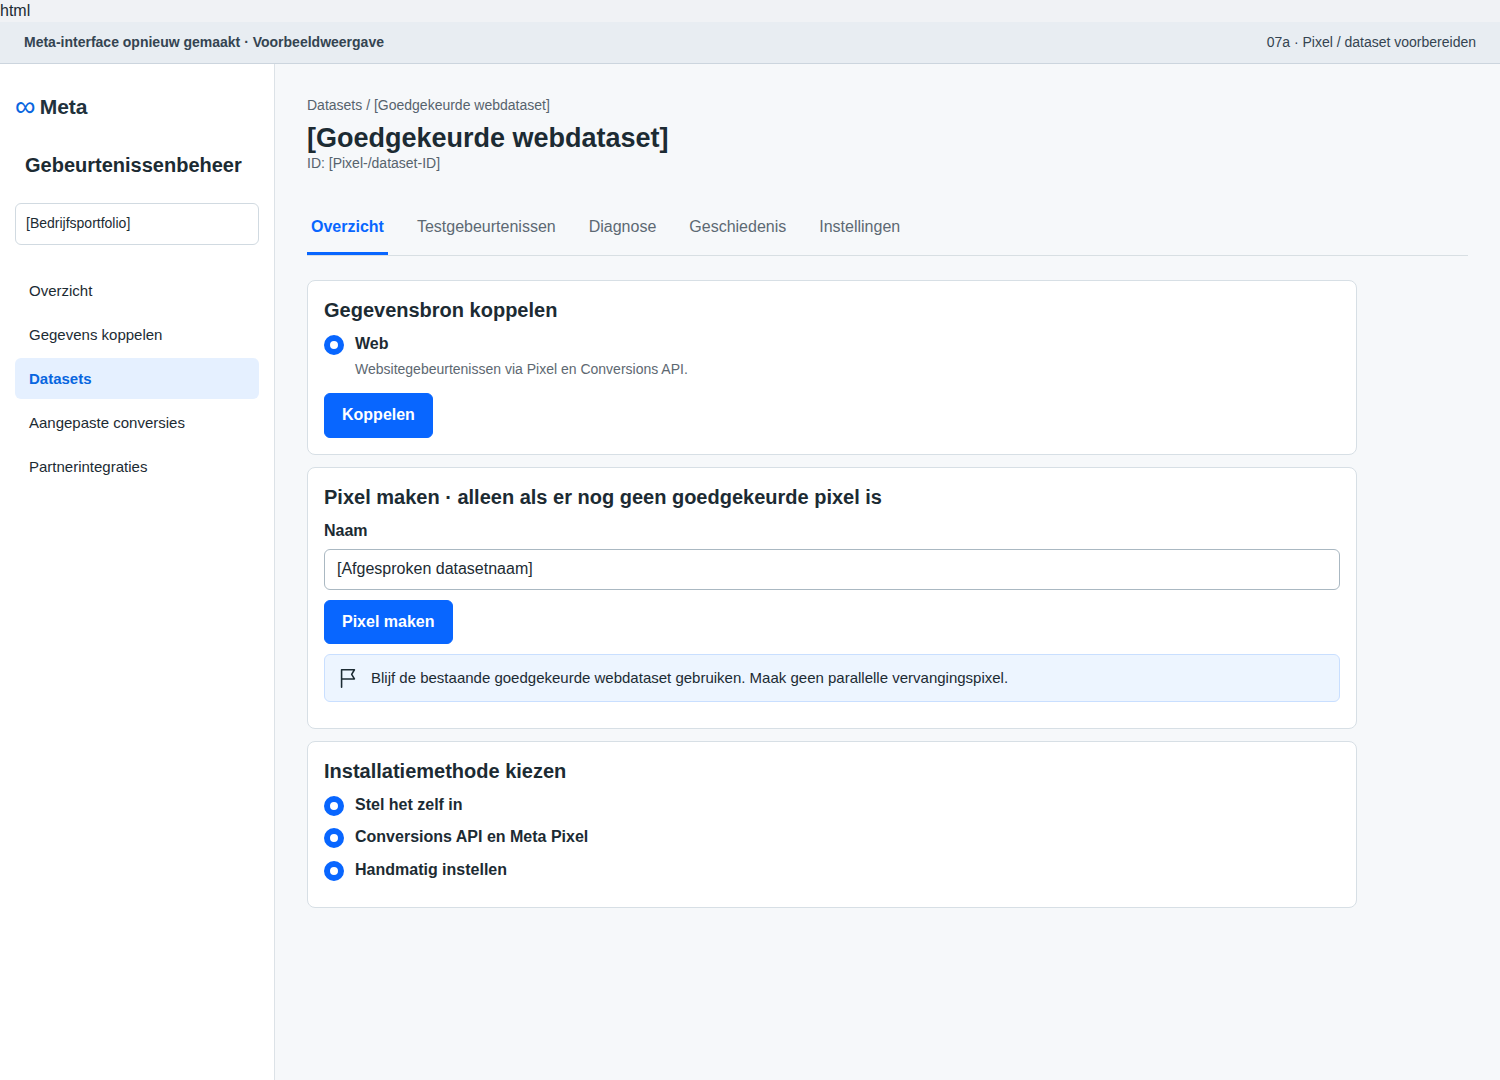 html
Meta-interface opnieuw gemaakt · Voorbeeldweergave
07a · Pixel / dataset voorbereiden
Meta
Gebeurtenissenbeheer
[Bedrijfsportfolio]
Overzicht
Gegevens koppelen
Datasets
Aangepaste conversies
Partnerintegraties
Datasets / [Goedgekeurde webdataset]
[Goedgekeurde webdataset]
ID: [Pixel-/dataset-ID]
Overzicht Testgebeurtenissen Diagnose Geschiedenis Instellingen
Gegevensbron koppelen
Web
Websitegebeurtenissen via Pixel en Conversions API.
Koppelen
Pixel maken · alleen als er nog geen goedgekeurde pixel is
Naam
[Afgesproken datasetnaam]
Pixel maken
Blijf de bestaande goedgekeurde webdataset gebruiken. Maak geen parallelle vervangingspixel.
Installatiemethode kiezen
Stel het zelf in
Conversions API en Meta Pixel
Handmatig instellen